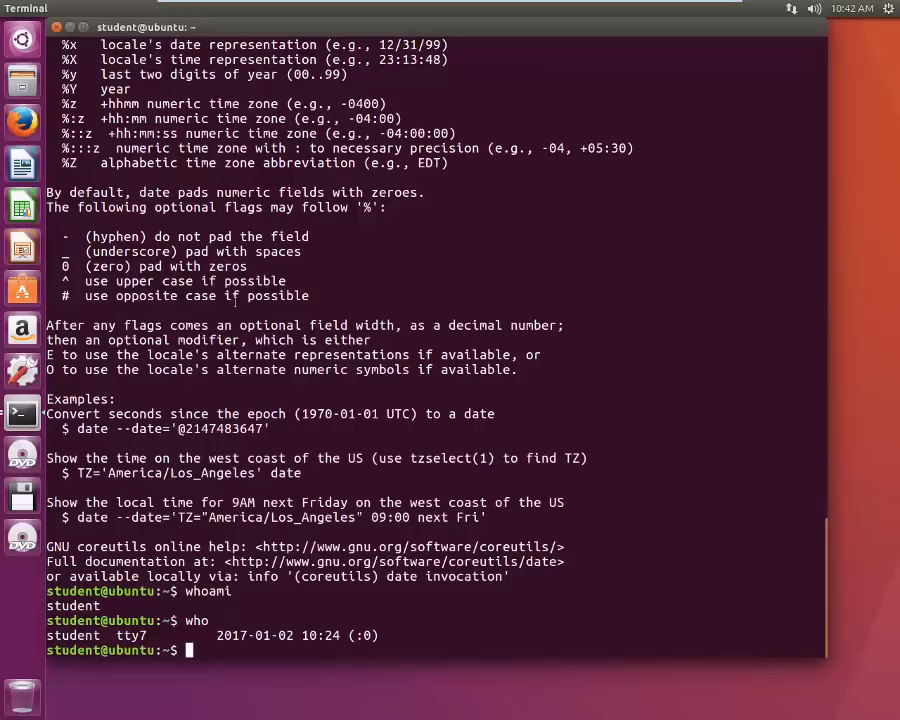 Terminal
10:42 AM
student@ubuntu: ~
%x   locale's date representation (e.g., 12/31/99)
%X   locale's time representation (e.g., 23:13:48)
%y   last two digits of year (00..99)
%Y   year
%z   +hhmm numeric time zone (e.g., -0400)
%:z  +hh:mm numeric time zone (e.g., -04:00)
%::z  +hh:mm:ss numeric time zone (e.g., -04:00:00)
%:::z  numeric time zone with : to necessary precision (e.g., -04, +05:30)
%Z   alphabetic time zone abbreviation (e.g., EDT)
By default, date pads numeric fields with zeroes.
The following optional flags may follow '%':
-  (hyphen) do not pad the field
_  (underscore) pad with spaces
0  (zero) pad with zeros
^  use upper case if possible
#  use opposite case if possible
After any flags comes an optional field width, as a decimal number;
then an optional modifier, which is either
E to use the locale's alternate representations if available, or
O to use the locale's alternate numeric symbols if available.
Examples:
Convert seconds since the epoch (1970-01-01 UTC) to a date
$ date --date='@2147483647'
Show the time on the west coast of the US (use tzselect(1) to find TZ)
$ TZ='America/Los_Angeles' date
Show the local time for 9AM next Friday on the west coast of the US
$ date --date='TZ="America/Los_Angeles" 09:00 next Fri'
GNU coreutils online help: <http://www.gnu.org/software/coreutils/>
Full documentation at: <http://www.gnu.org/software/coreutils/date>
or available locally via: info '(coreutils) date invocation'
student@ubuntu:~$ whoami
student
student@ubuntu:~$ who
student  tty7         2017-01-02 10:24 (:0)
student@ubuntu:~$
a
>_
DVD
DVD